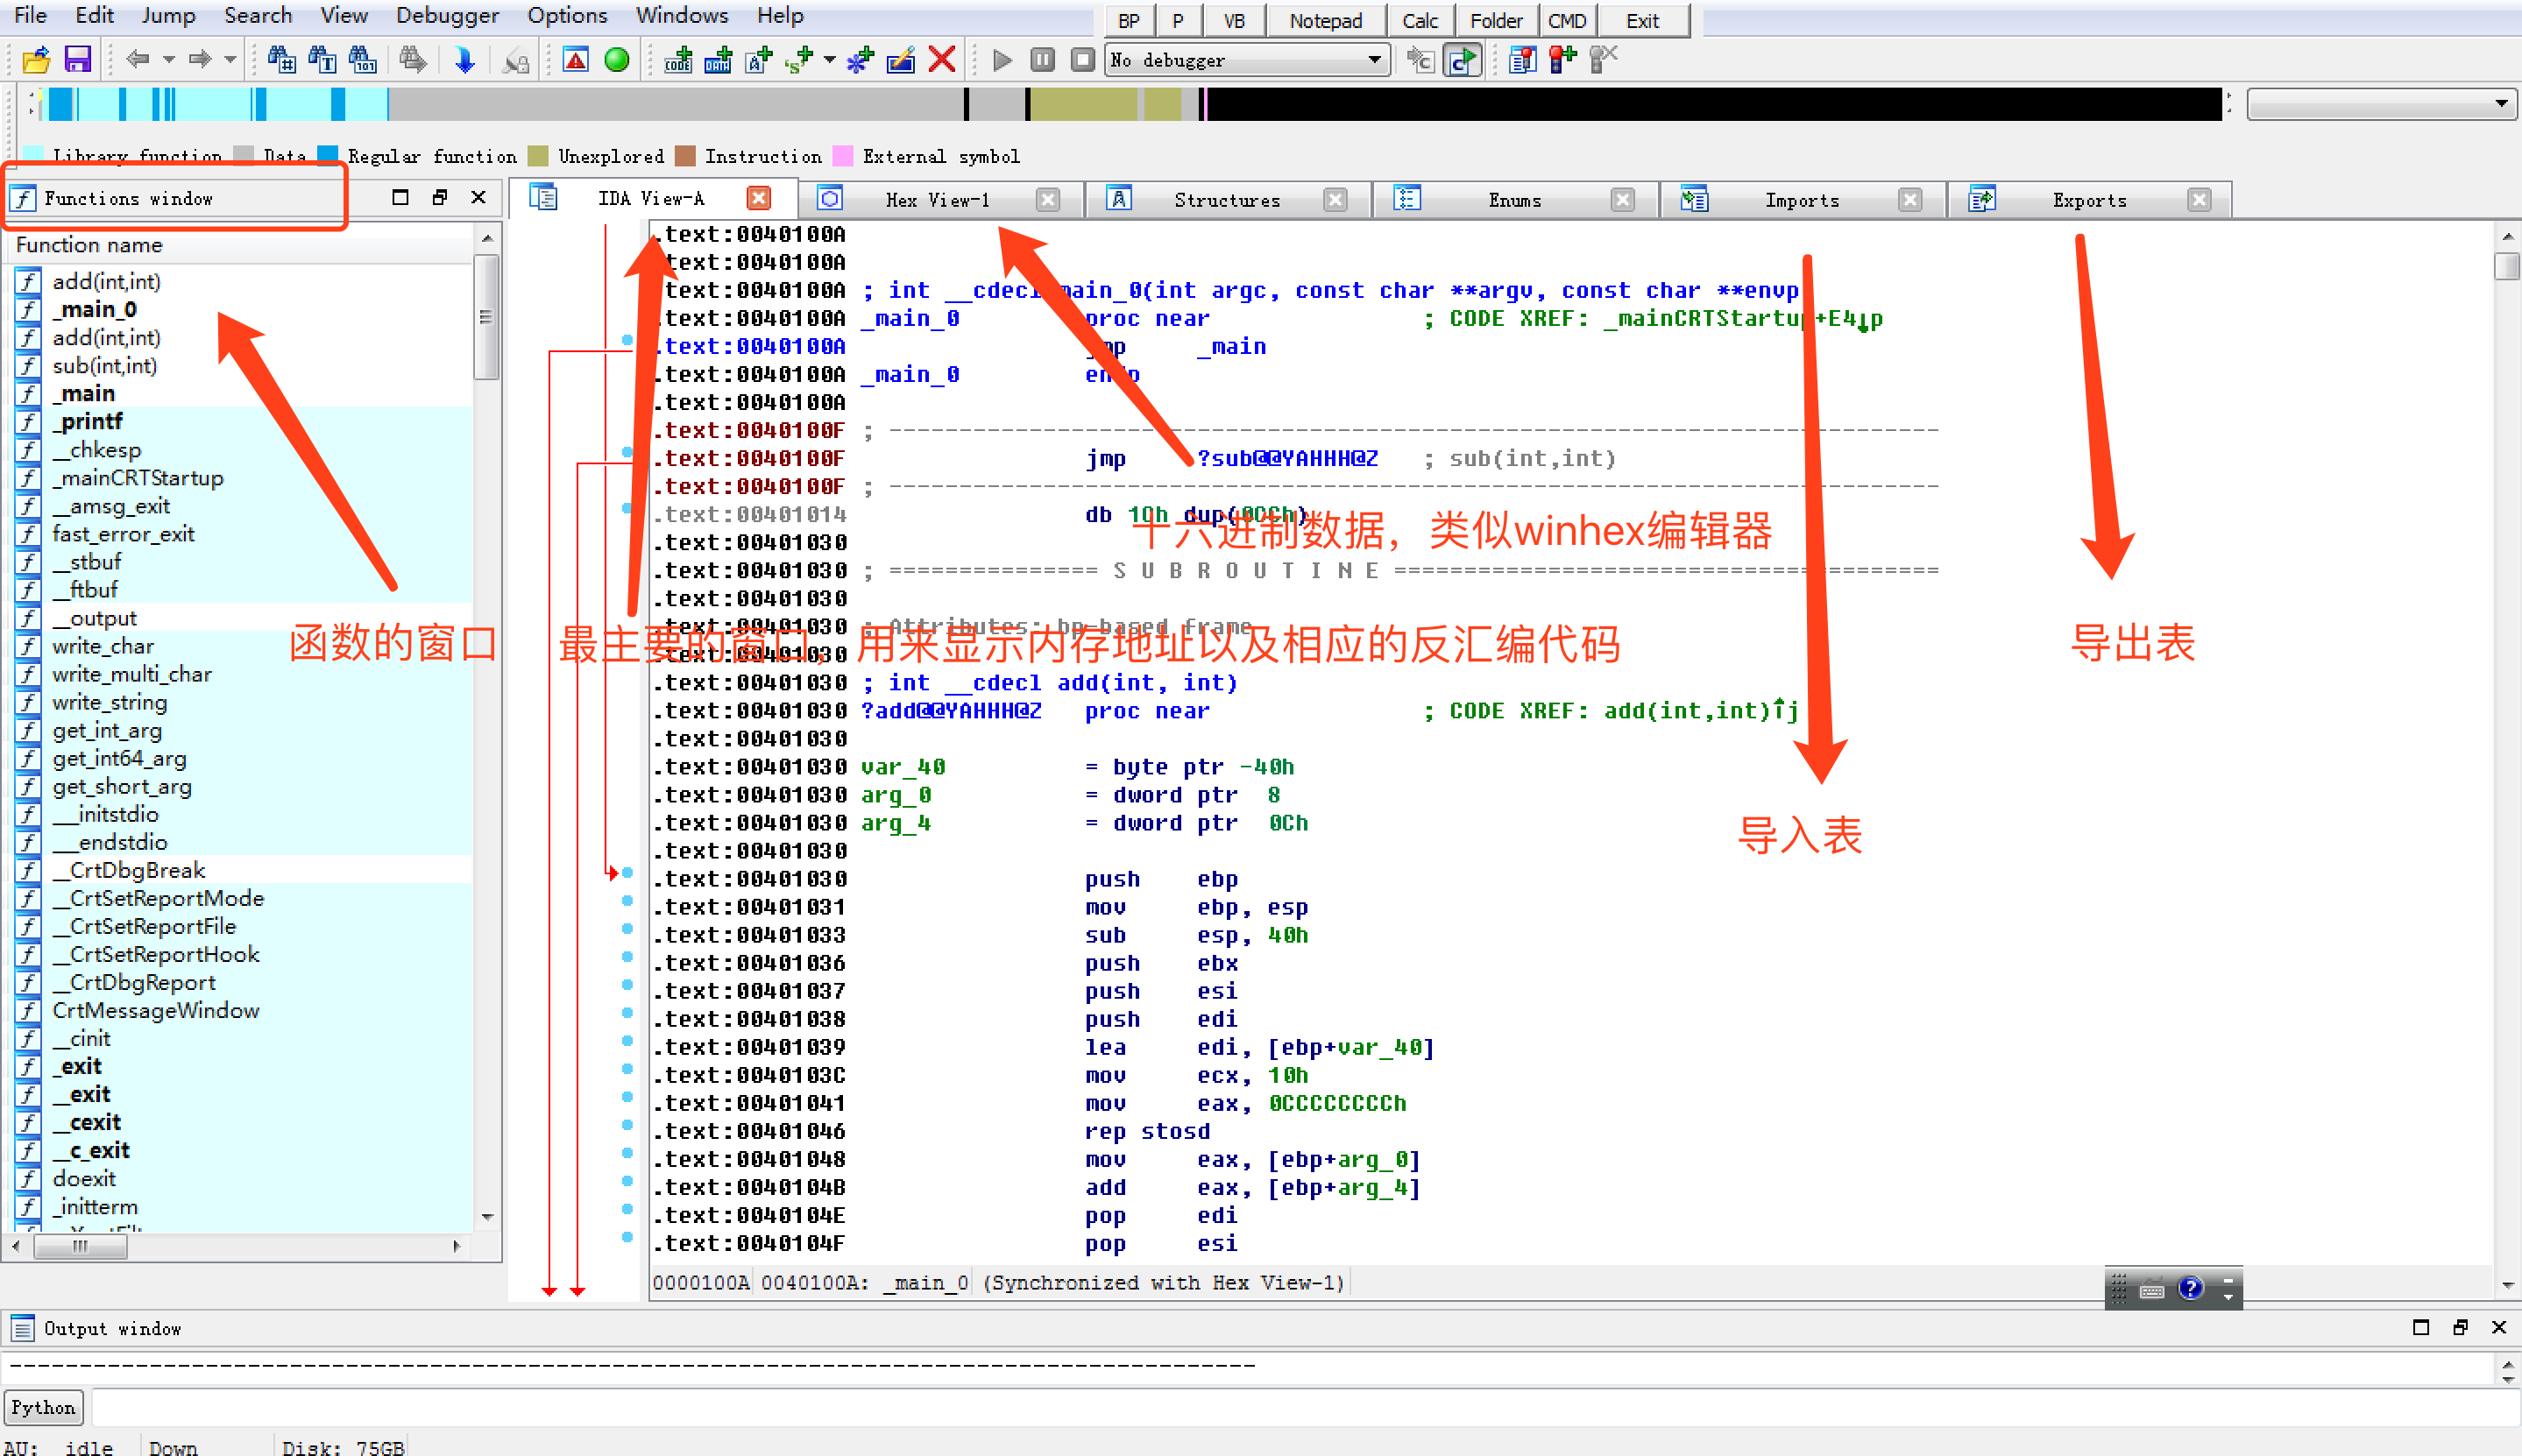 File Edit Jump Search View Debugger Options Windows Help
BP P VB Notepad Calc Folder CMD Exit
No debugger
Library function Data Regular function Unexplored Instruction External symbol
Functions window
IDA View-A Hex View-1 Structures Enums Imports Exports
Function name
add(int,int)
_main_0
add(int,int)
sub(int,int)
_main
_printf
__chkesp
_mainCRTStartup
__amsg_exit
fast_error_exit
__stbuf
__ftbuf
__output
write_char
write_multi_char
write_string
get_int_arg
get_int64_arg
get_short_arg
___initstdio
___endstdio
__CrtDbgBreak
__CrtSetReportMode
__CrtSetReportFile
__CrtSetReportHook
__CrtDbgReport
CrtMessageWindow
__cinit
_exit
__exit
__cexit
__c_exit
doexit
_initterm
函数的窗口
.text:0040100A
.text:0040100A
.text:0040100A ; int __cdecl main_0(int argc, const char **argv, const char **envp)
.text:0040100A _main_0 proc near ; CODE XREF: _mainCRTStartup+E4↓p
.text:0040100A jmp _main
.text:0040100A _main_0 endp
.text:0040100A
.text:0040100F ; ---------------------------------------------------------------------------
.text:0040100F jmp ?sub@@YAHHH@Z ; sub(int,int)
.text:0040100F ; ---------------------------------------------------------------------------
.text:00401014 db 10h dup(0CCh)
十六进制数据，类似winhex编辑器
.text:00401030
.text:00401030 ; =============== S U B R O U T I N E =======================================
.text:00401030
.text:00401030 ; Attributes: bp-based frame
最主要的窗口，用来显示内存地址以及相应的反汇编代码
.text:00401030
.text:00401030 ; int __cdecl add(int, int)
.text:00401030 ?add@@YAHHH@Z proc near ; CODE XREF: add(int,int)↑j
.text:00401030
.text:00401030 var_40 = byte ptr -40h
.text:00401030 arg_0 = dword ptr 8
.text:00401030 arg_4 = dword ptr 0Ch
.text:00401030
.text:00401030 push ebp
.text:00401031 mov ebp, esp
.text:00401033 sub esp, 40h
.text:00401036 push ebx
.text:00401037 push esi
.text:00401038 push edi
.text:00401039 lea edi, [ebp+var_40]
.text:0040103C mov ecx, 10h
.text:00401041 mov eax, 0CCCCCCCCh
.text:00401046 rep stosd
.text:00401048 mov eax, [ebp+arg_0]
.text:0040104B add eax, [ebp+arg_4]
.text:0040104E pop edi
.text:0040104F pop esi
导入表
导出表
0000100A 0040100A: _main_0 (Synchronized with Hex View-1)
Output window
Python
AU: idle Down Disk: 75GB